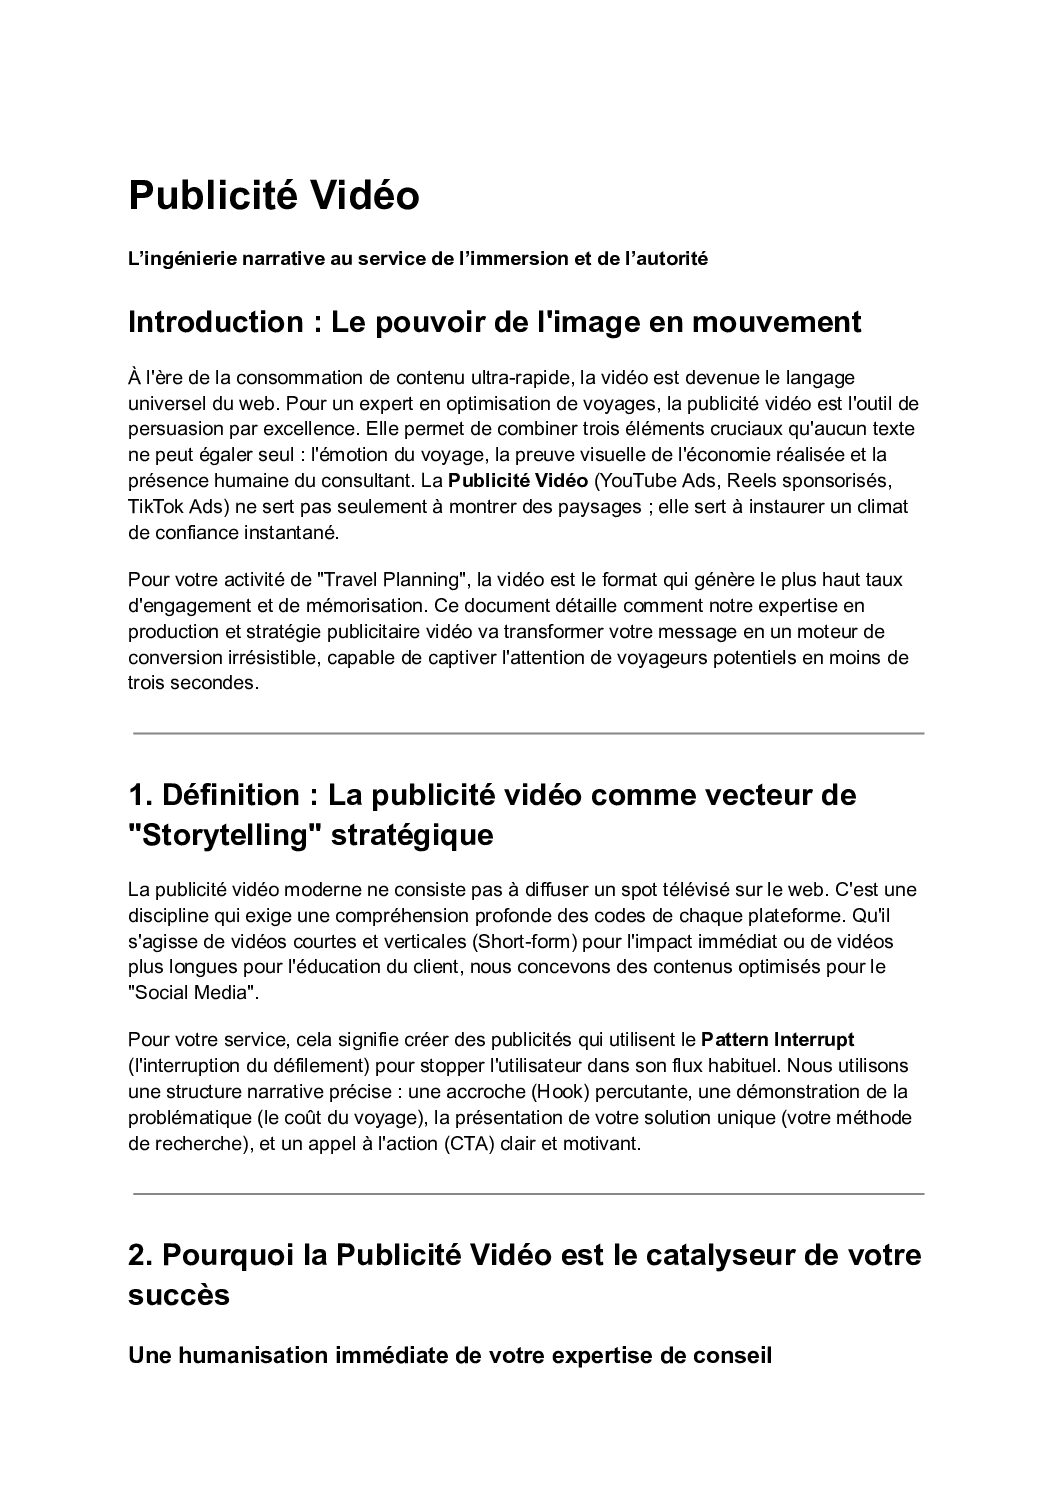 Publicité Vidéo
L’ingénierie narrative au service de l’immersion et de l’autorité
Introduction : Le pouvoir de l'image en mouvement
À l'ère de la consommation de contenu ultra-rapide, la vidéo est devenue le langage
universel du web. Pour un expert en optimisation de voyages, la publicité vidéo est l'outil de
persuasion par excellence. Elle permet de combiner trois éléments cruciaux qu'aucun texte
ne peut égaler seul : l'émotion du voyage, la preuve visuelle de l'économie réalisée et la
présence humaine du consultant. La Publicité Vidéo (YouTube Ads, Reels sponsorisés,
TikTok Ads) ne sert pas seulement à montrer des paysages ; elle sert à instaurer un climat
de confiance instantané.
Pour votre activité de "Travel Planning", la vidéo est le format qui génère le plus haut taux
d'engagement et de mémorisation. Ce document détaille comment notre expertise en
production et stratégie publicitaire vidéo va transformer votre message en un moteur de
conversion irrésistible, capable de captiver l'attention de voyageurs potentiels en moins de
trois secondes.
1. Définition : La publicité vidéo comme vecteur de
"Storytelling" stratégique
La publicité vidéo moderne ne consiste pas à diffuser un spot télévisé sur le web. C'est une
discipline qui exige une compréhension profonde des codes de chaque plateforme. Qu'il
s'agisse de vidéos courtes et verticales (Short-form) pour l'impact immédiat ou de vidéos
plus longues pour l'éducation du client, nous concevons des contenus optimisés pour le
"Social Media".
Pour votre service, cela signifie créer des publicités qui utilisent le Pattern Interrupt
(l'interruption du défilement) pour stopper l'utilisateur dans son flux habituel. Nous utilisons
une structure narrative précise : une accroche (Hook) percutante, une démonstration de la
problématique (le coût du voyage), la présentation de votre solution unique (votre méthode
de recherche), et un appel à l'action (CTA) clair et motivant.
2. Pourquoi la Publicité Vidéo est le catalyseur de votre
succès
Une humanisation immédiate de votre expertise de conseil